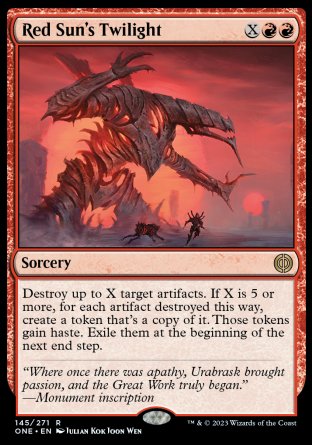 Red Sun's Twilight X
Sorcery
Destroy up to X target artifacts. If X is 5 or
more, for each artifact destroyed this way,
create a token that's a copy of it. Those tokens
gain haste. Exile them at the beginning of the
next end step.
"Where once there was apathy, Urabrask brought
passion, and the Great Work truly began."
—Monument inscription
145/271 R
ONE • EN Julian Kok Joon Wen
™ & © 2023 Wizards of the Coast